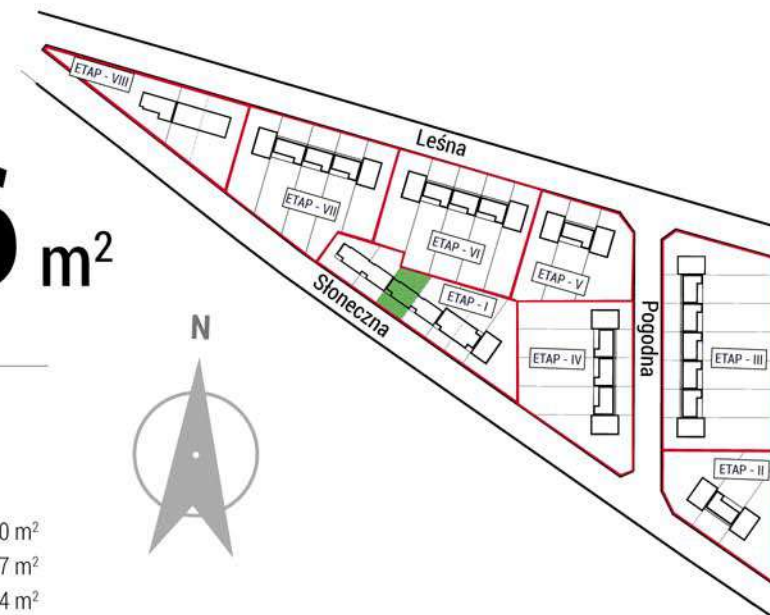 ETAP - VIII
Leśna
m²
ETAP - VII
ETAP - VI
ETAP - V
Słoneczna
ETAP - I
Pogodna
N
ETAP - IV
ETAP - III
ETAP - II
0 m²
7 m²
4 m²